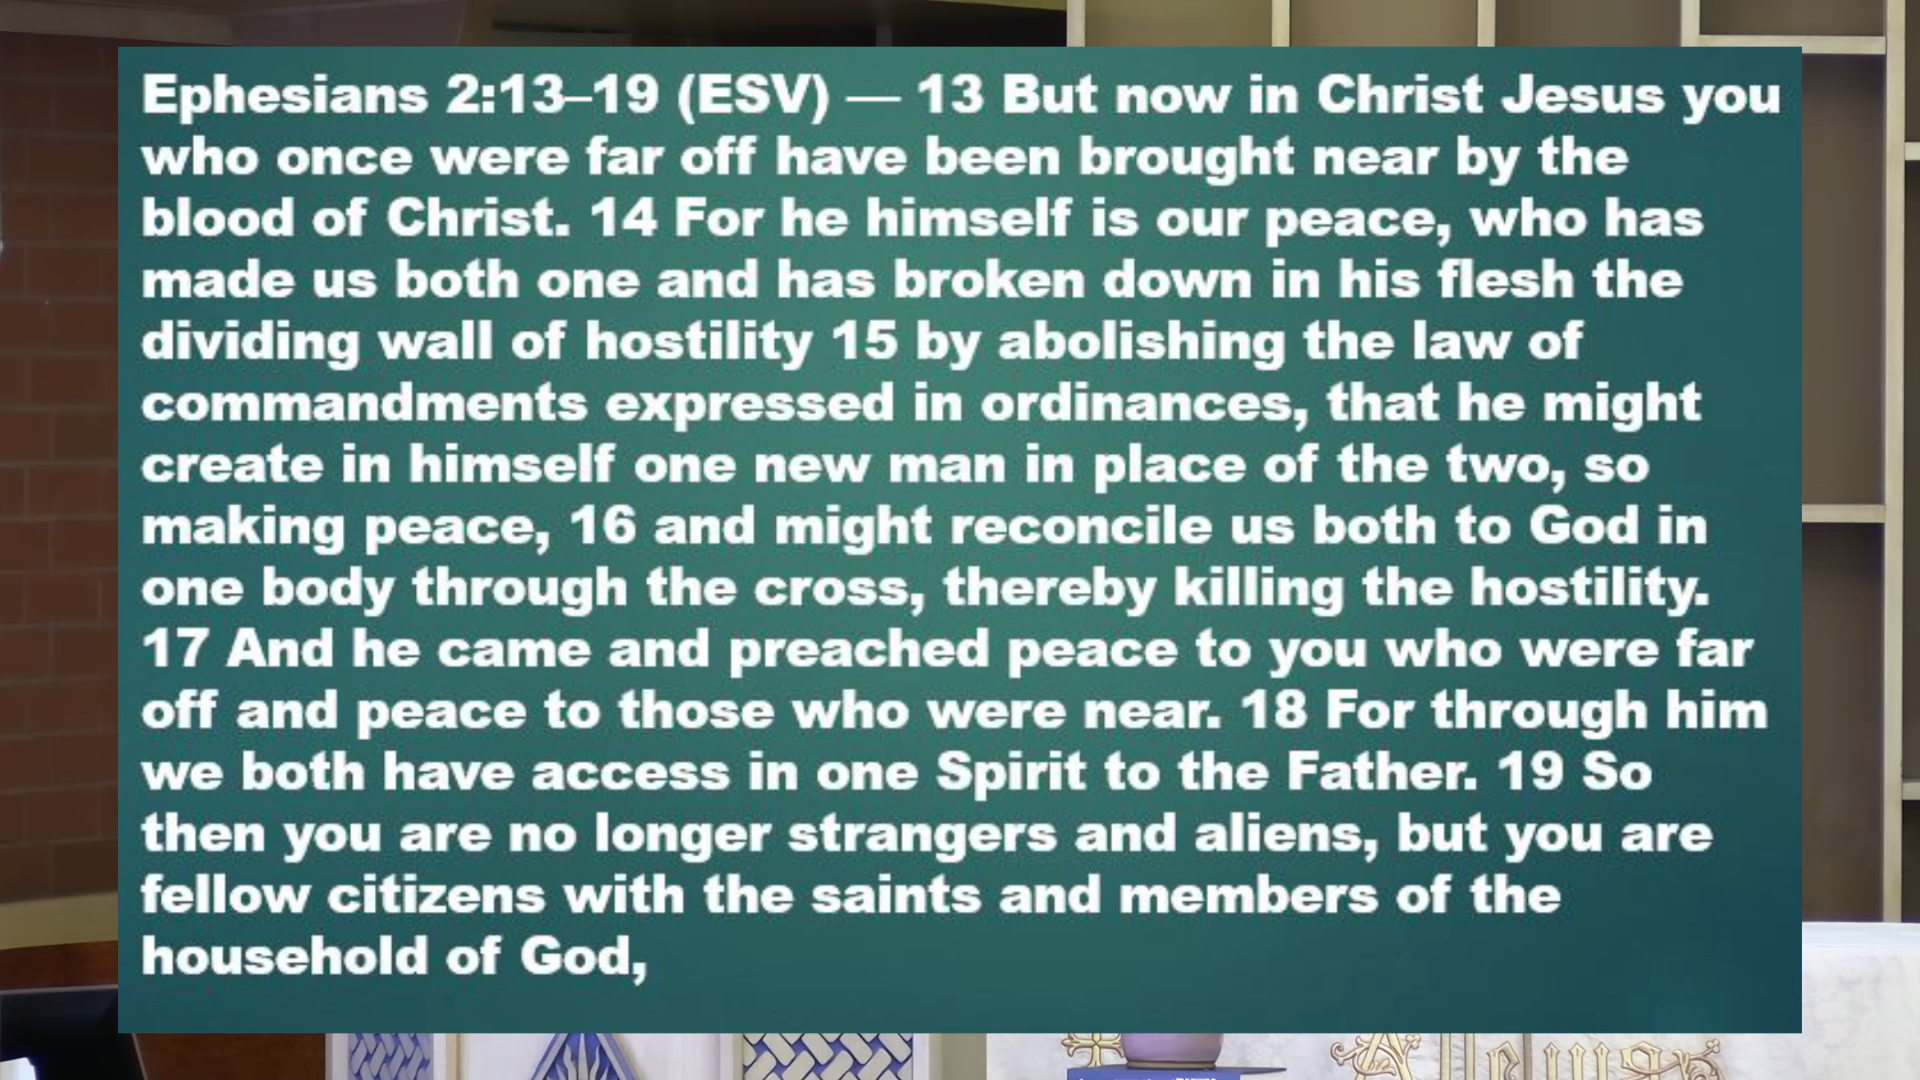 Ephesians 2:13–19 (ESV) — 13 But now in Christ Jesus you
who once were far off have been brought near by the
blood of Christ. 14 For he himself is our peace, who has
made us both one and has broken down in his flesh the
dividing wall of hostility 15 by abolishing the law of
commandments expressed in ordinances, that he might
create in himself one new man in place of the two, so
making peace, 16 and might reconcile us both to God in
one body through the cross, thereby killing the hostility.
17 And he came and preached peace to you who were far
off and peace to those who were near. 18 For through him
we both have access in one Spirit to the Father. 19 So
then you are no longer strangers and aliens, but you are
fellow citizens with the saints and members of the
household of God,